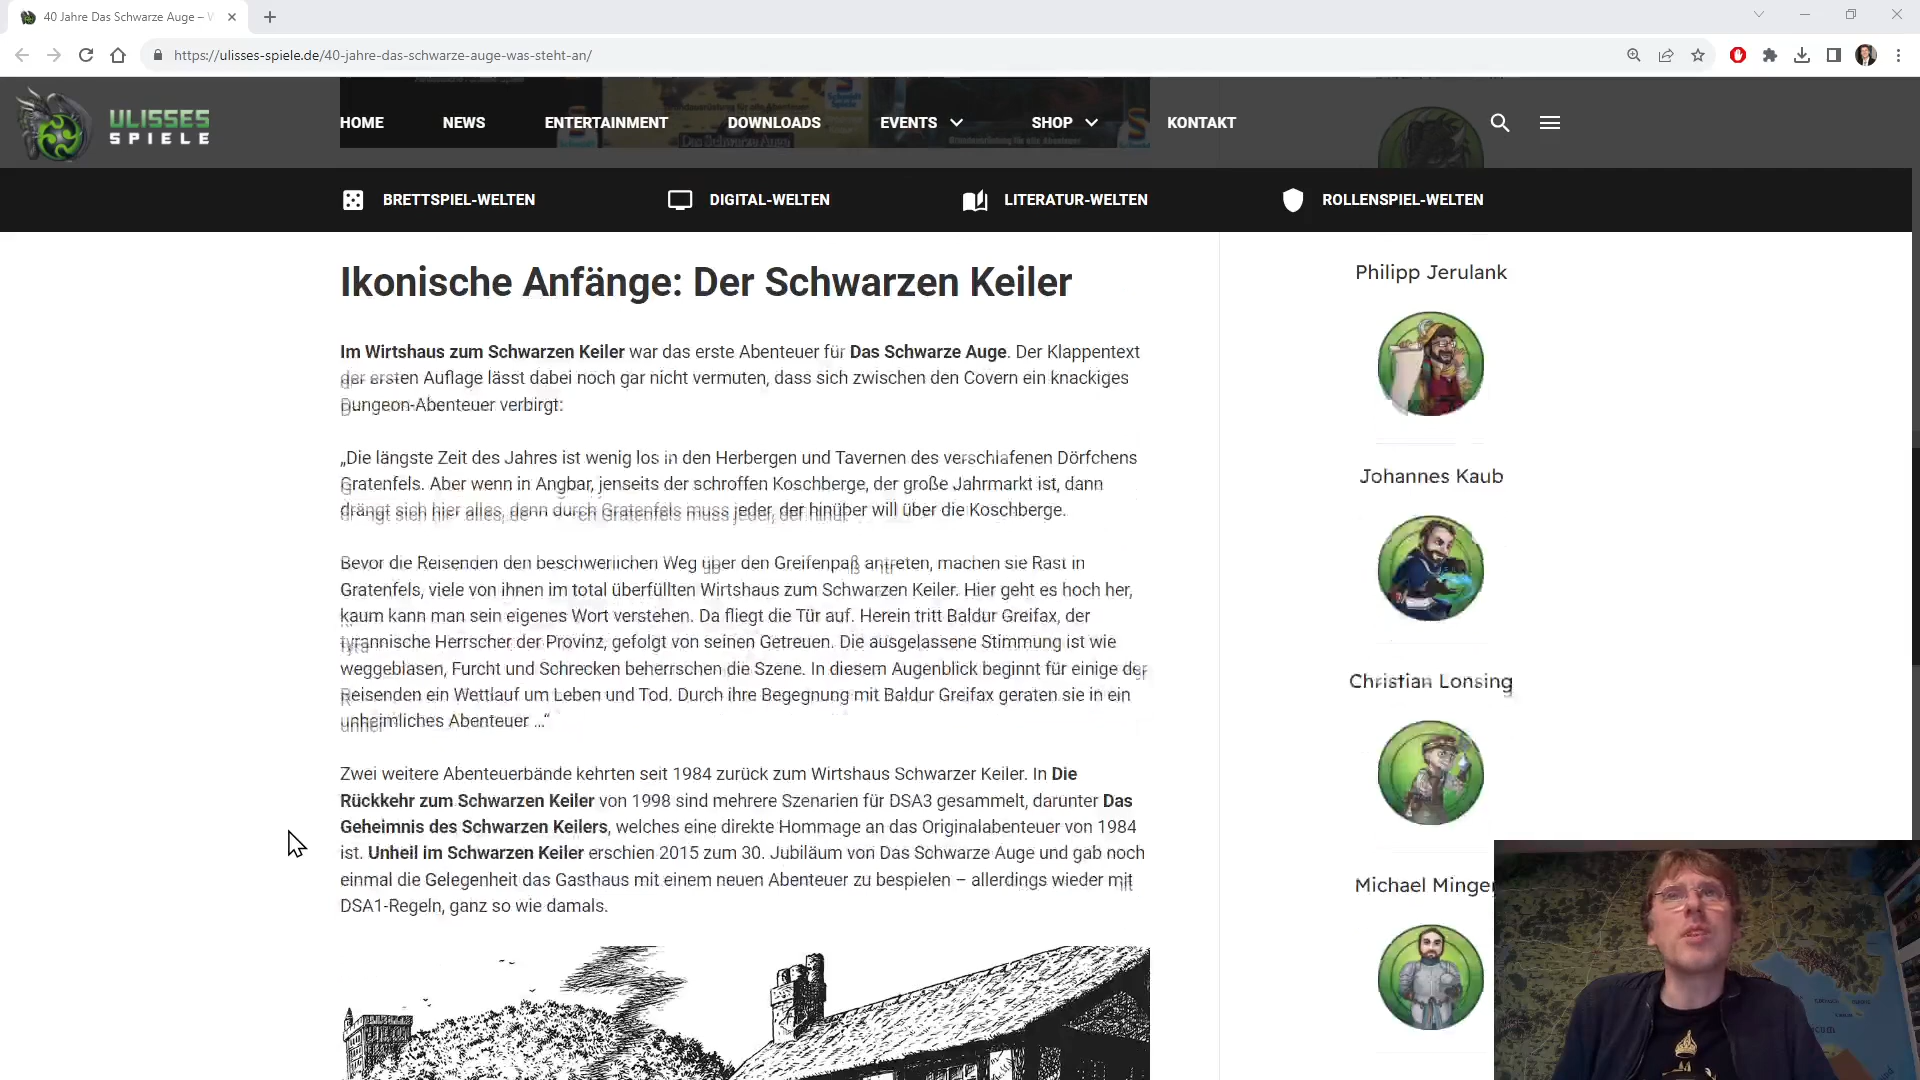 40 Jahre Das Schwarze Auge –
https://ulisses-spiele.de/40-jahre-das-schwarze-auge-was-steht-an/
ULISSES
SPIELE
HOME NEWS ENTERTAINMENT DOWNLOADS EVENTS SHOP KONTAKT
BRETTSPIEL-WELTEN DIGITAL-WELTEN LITERATUR-WELTEN ROLLENSPIEL-WELTEN
Ikonische Anfänge: Der Schwarzen Keiler
Im Wirtshaus zum Schwarzen Keiler war das erste Abenteuer für Das Schwarze Auge. Der Klappentext
der ersten Auflage lässt dabei noch gar nicht vermuten, dass sich zwischen den Covern ein knackiges
Dungeon-Abenteuer verbirgt:
„Die längste Zeit des Jahres ist wenig los in den Herbergen und Tavernen des verschlafenen Dörfchens
Gratenfels. Aber wenn in Angbar, jenseits der schroffen Koschberge, der große Jahrmarkt ist, dann
drängt sich hier alles, denn durch Gratenfels muss jeder, der hinüber will über die Koschberge.
Bevor die Reisenden den beschwerlichen Weg über den Greifenpaß antreten, machen sie Rast in
Gratenfels, viele von ihnen im total überfüllten Wirtshaus zum Schwarzen Keiler. Hier geht es hoch her,
kaum kann man sein eigenes Wort verstehen. Da fliegt die Tür auf. Herein tritt Baldur Greifax, der
tyrannische Herrscher der Provinz, gefolgt von seinen Getreuen. Die ausgelassene Stimmung ist wie
weggeblasen, Furcht und Schrecken beherrschen die Szene. In diesem Augenblick beginnt für einige der
Reisenden ein Wettlauf um Leben und Tod. Durch ihre Begegnung mit Baldur Greifax geraten sie in ein
unheimliches Abenteuer …“
Zwei weitere Abenteuerbände kehrten seit 1984 zurück zum Wirtshaus Schwarzer Keiler. In Die
Rückkehr zum Schwarzen Keiler von 1998 sind mehrere Szenarien für DSA3 gesammelt, darunter Das
Geheimnis des Schwarzen Keilers, welches eine direkte Hommage an das Originalabenteuer von 1984
ist. Unheil im Schwarzen Keiler erschien 2015 zum 30. Jubiläum von Das Schwarze Auge und gab noch
einmal die Gelegenheit das Gasthaus mit einem neuen Abenteuer zu bespielen – allerdings wieder mit
DSA1-Regeln, ganz so wie damals.
Philipp Jerulank
Johannes Kaub
Christian Lonsing
Michael Minger